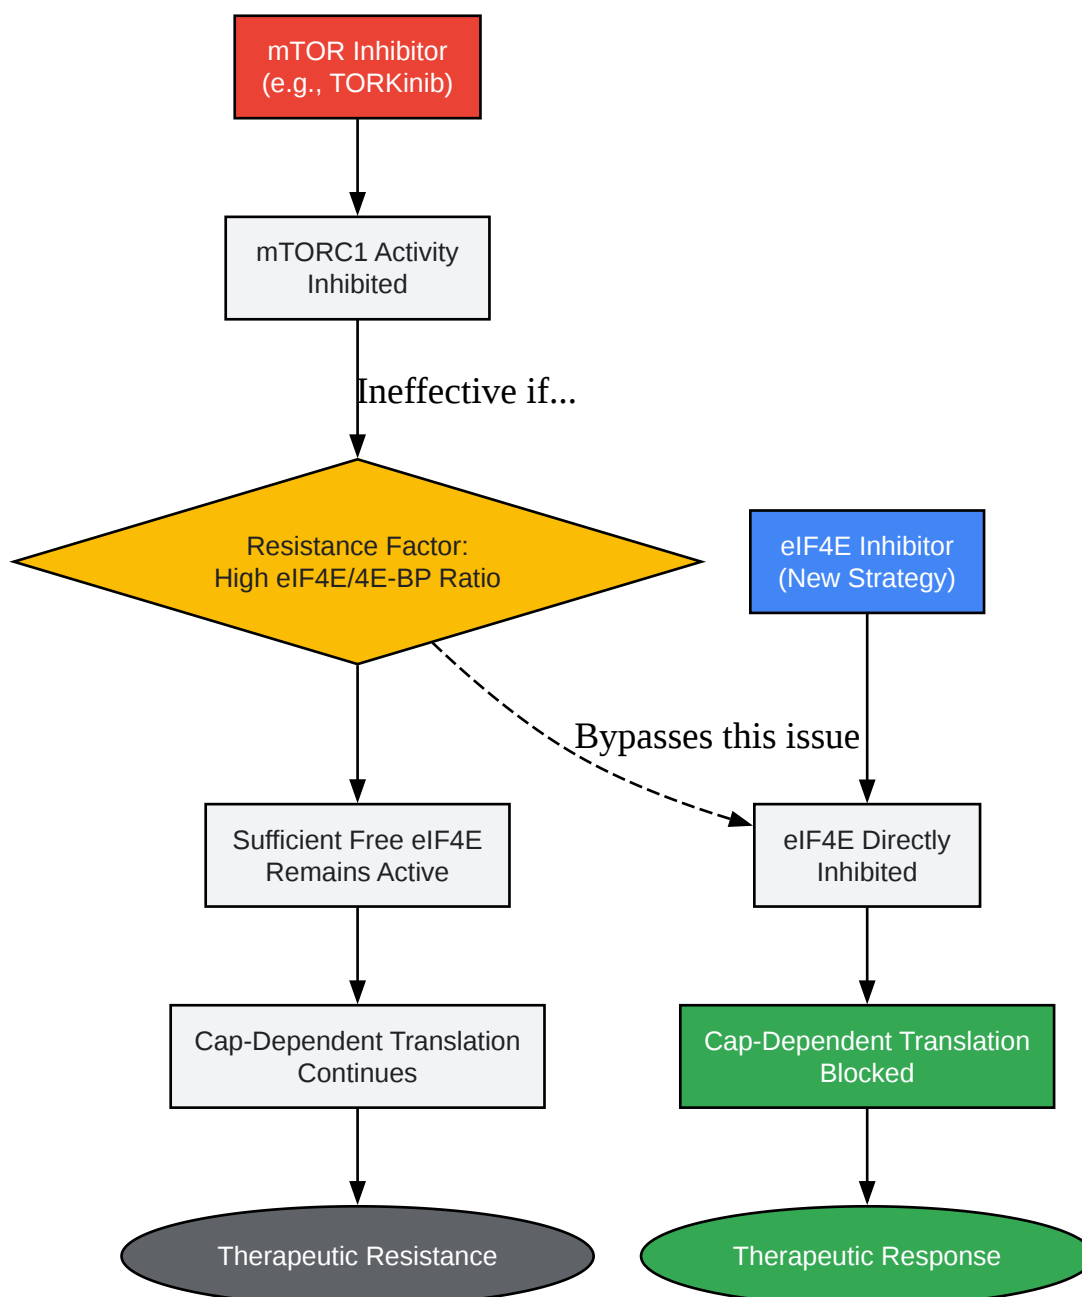 mTOR Inhibitor
(e.g., TORKinib)
mTORC1 Activity
Inhibited
Ineffective if...
Resistance Factor:
High eIF4E/4E-BP Ratio
eIF4E Inhibitor
(New Strategy)
Bypasses this issue
Sufficient Free eIF4E
Remains Active
eIF4E Directly
Inhibited
Cap-Dependent Translation
Continues
Cap-Dependent Translation
Blocked
Therapeutic Resistance
Therapeutic Response